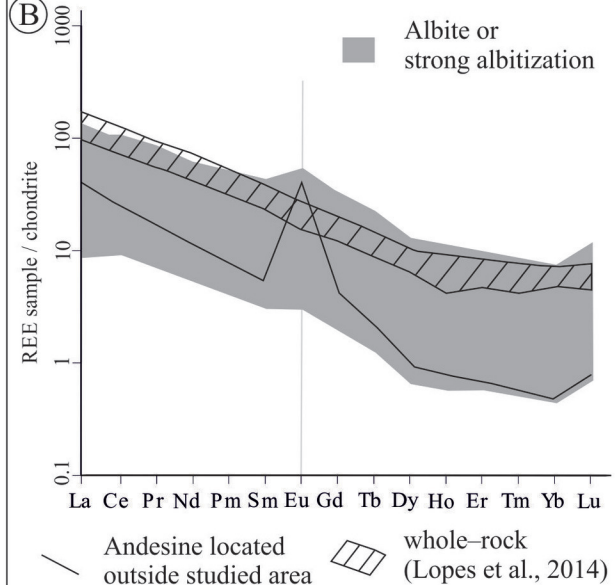 B
Albite or
strong albitization
REE sample / chondrite
1000
100
10
1
0.1
La Ce Pr Nd Pm Sm Eu Gd Tb Dy Ho Er Tm Yb Lu
Andesine located
outside studied area
whole–rock
(Lopes et al., 2014)